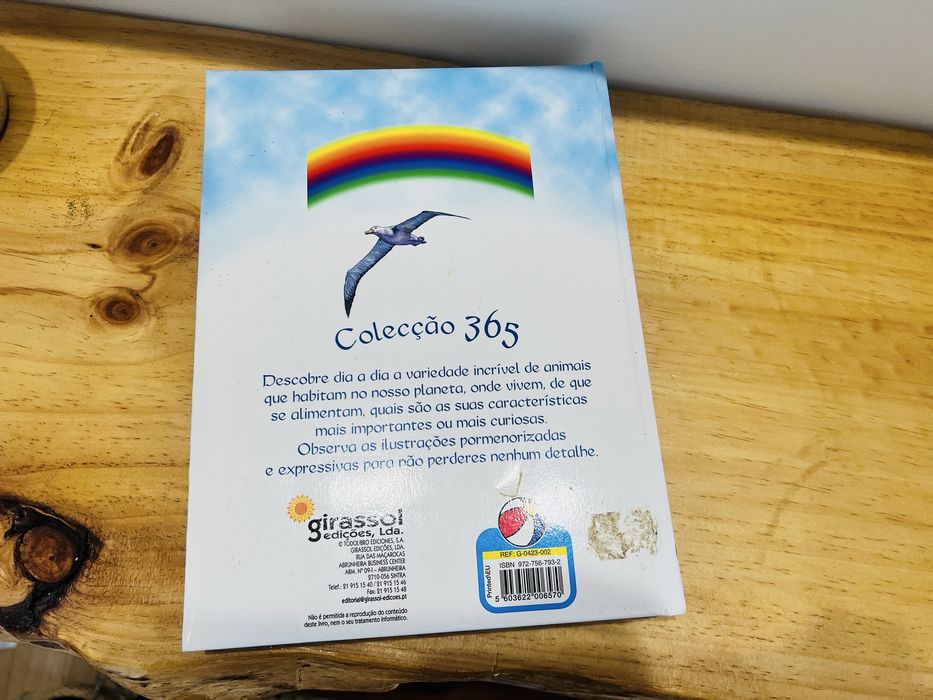 Colecção 365
Descobre dia a dia a variedade incrível de animais
que habitam no nosso planeta, onde vivem, de que
se alimentam, quais são as suas características
mais importantes ou mais curiosas.
Observa as ilustrações pormenorizadas
e expressivas para não perderes nenhum detalhe.
girassol
edições, Lda.
© TODOLIBRO EDICIONES, S.A.
GIRASSOL EDIÇÕES, LDA.
RUA DAS MAÇAROCAS
ABRUNHEIRA BUSINESS CENTER
ARM. Nº 09-I – ABRUNHEIRA
2710-056 SINTRA
Telef.: 21 915 15 40 / 21 915 15 46
Fax: 21 915 15 48
editorial@girassol-edicoes.pt
Não é permitida a reprodução do conteúdo
deste livro, nem o seu tratamento informático.
REF: G-0423-002
ISBN 972-756-793-2
Printed\EU
5 603622 006570